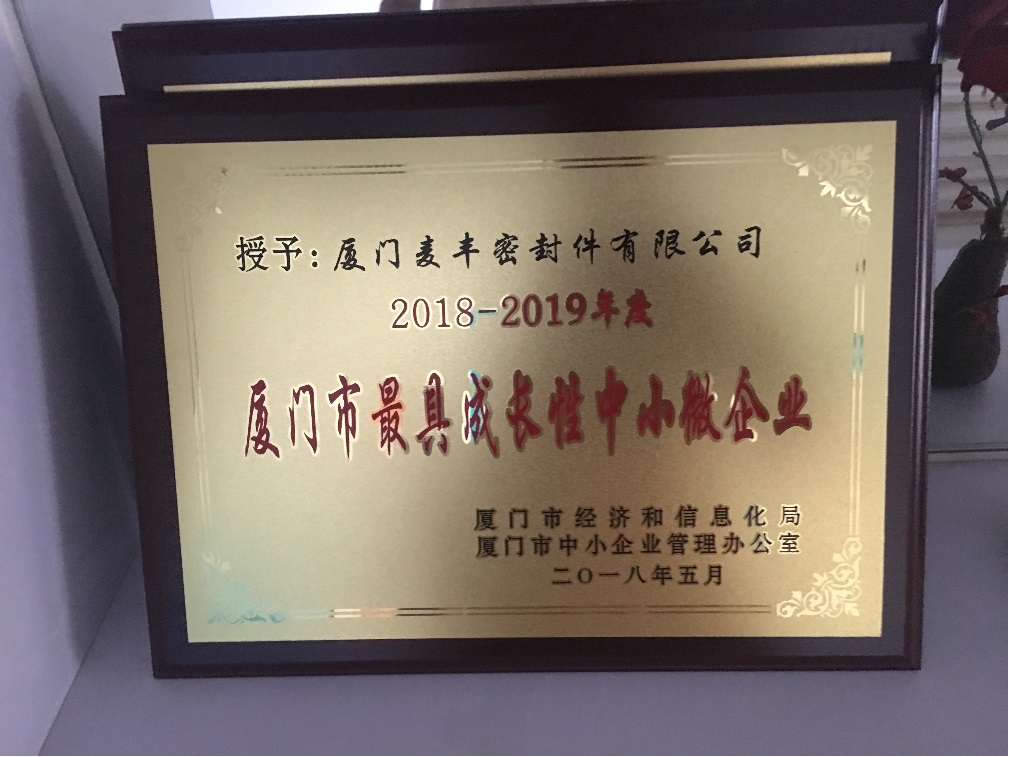 授予:厦门麦丰密封件有限公司
2018-2019年度
厦门市最具成长性中小微企业
厦门市经济和信息化局
厦门市中小企业管理办公室
二〇一八年五月